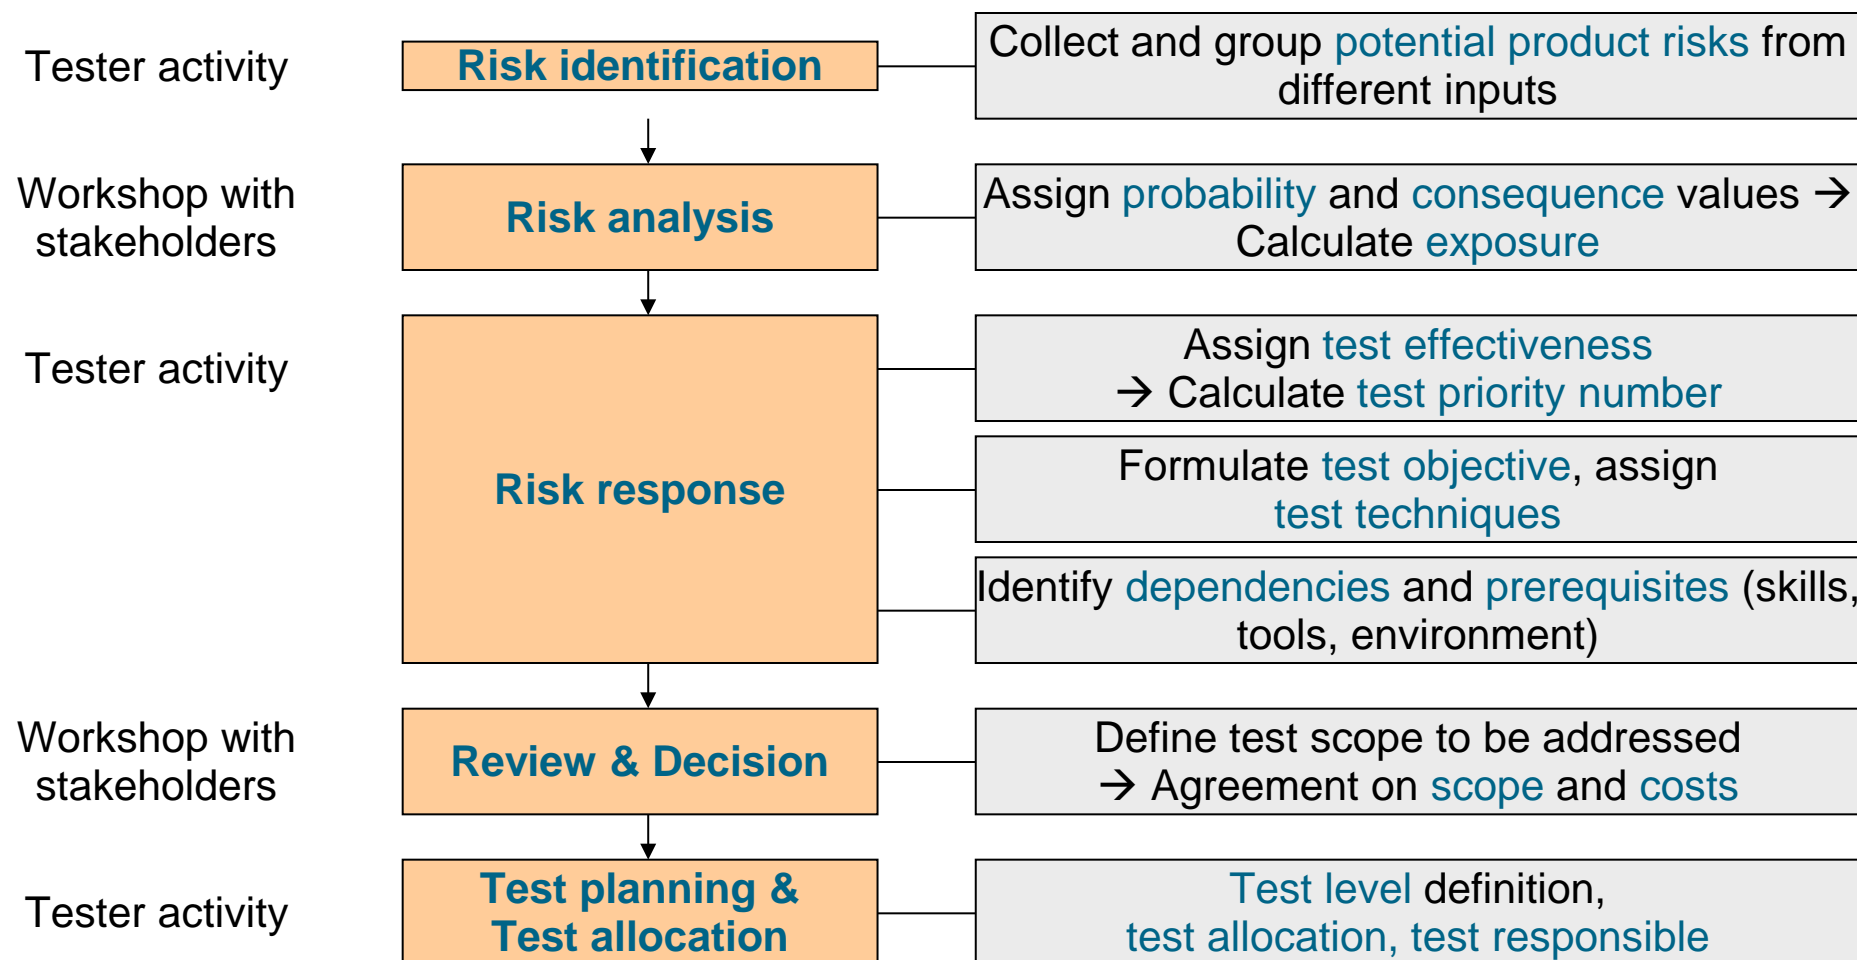 Tester activity
Risk identification
Collect and group potential product risks from
different inputs
Workshop with
stakeholders
Risk analysis
Assign probability and consequence values →
Calculate exposure
Tester activity
Risk response
Assign test effectiveness
→ Calculate test priority number
Formulate test objective, assign
test techniques
Identify dependencies and prerequisites (skills,
tools, environment)
Workshop with
stakeholders
Review & Decision
Define test scope to be addressed
→ Agreement on scope and costs
Tester activity
Test planning &
Test allocation
Test level definition,
test allocation, test responsible